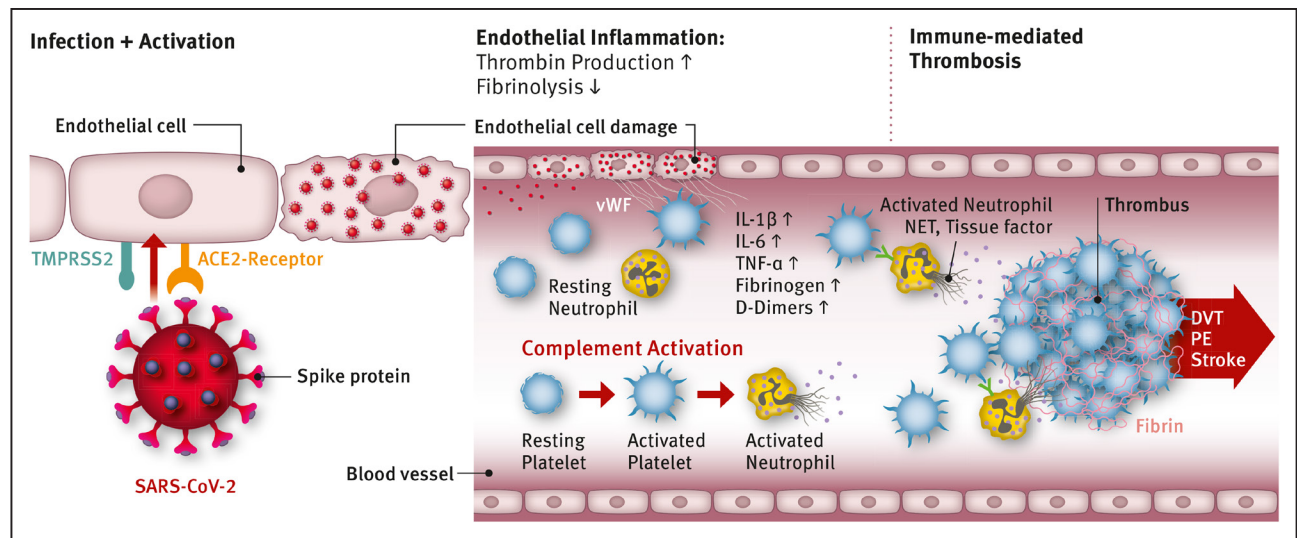 Infection + Activation
Endothelial Inflammation:
Thrombin Production ↑
Fibrinolysis ↓
Immune-mediated
Thrombosis
Endothelial cell
Endothelial cell damage
TMPRSS2
ACE2-Receptor
Spike protein
SARS-CoV-2
Blood vessel
vWF
Resting
Neutrophil
IL-1β ↑
IL-6 ↑
TNF-α ↑
Fibrinogen ↑
D-Dimers ↑
Complement Activation
Resting
Platelet
Activated
Platelet
Activated
Neutrophil
Activated Neutrophil
NET, Tissue factor
Thrombus
DVT
PE
Stroke
Fibrin